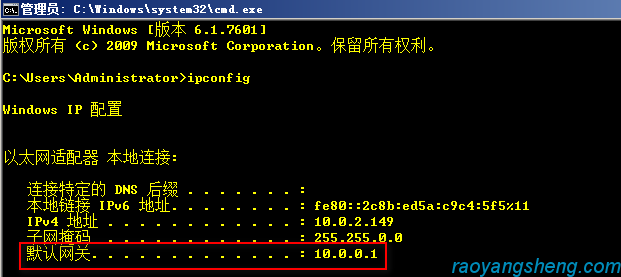 管理员: C:\Windows\system32\cmd.exe
Microsoft Windows [版本 6.1.7601]
版权所有 (c) 2009 Microsoft Corporation。保留所有权利。
C:\Users\Administrator>ipconfig
Windows IP 配置
以太网适配器 本地连接:
连接特定的 DNS 后缀 . . . . . . . :
本地链接 IPv6 地址. . . . . . . . : fe80::2c8b:ed5a:c9c4:5f5%11
IPv4 地址 . . . . . . . . . . . . : 10.0.2.149
子网掩码 . . . . . . . . . . . . : 255.255.0.0
默认网关. . . . . . . . . . . . . : 10.0.0.1
raoyangsheng.com